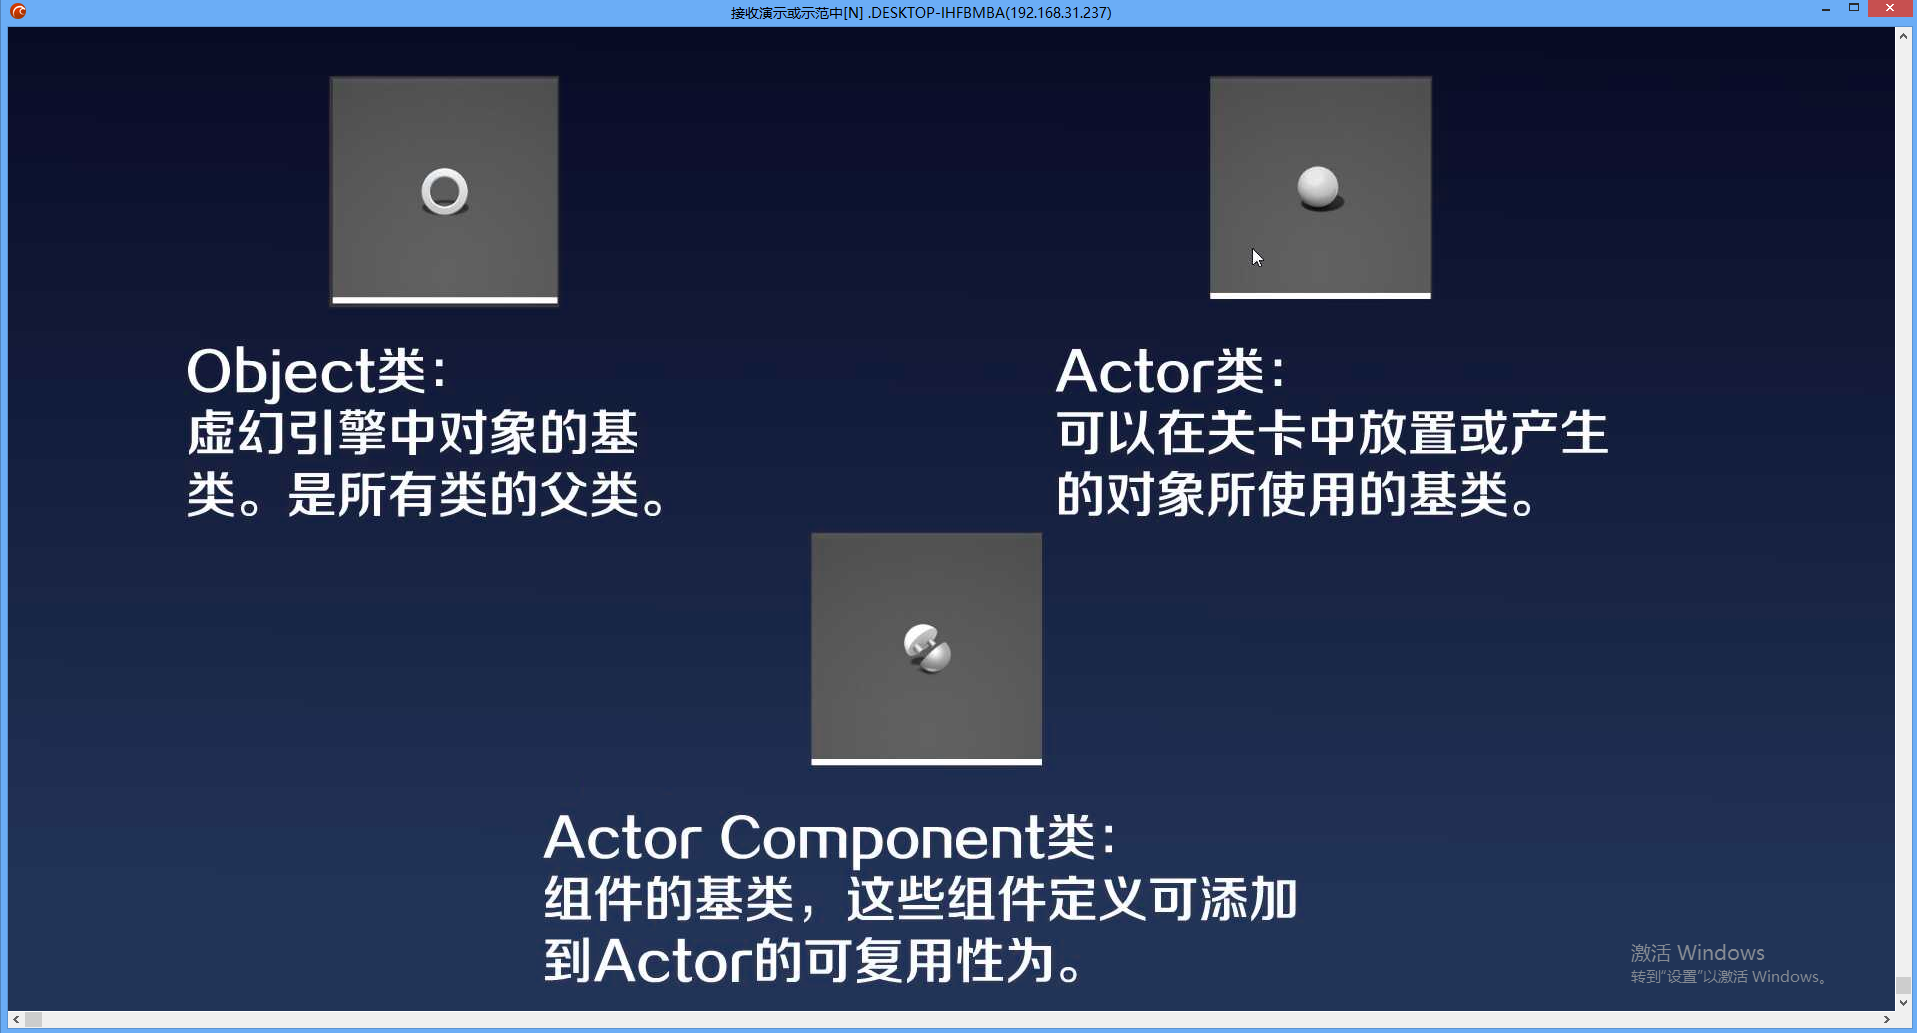 接收演示或示范中[N] .DESKTOP-IHFBMBA(192.168.31.237)
Object类：
虚幻引擎中对象的基
类。是所有类的父类。
Actor类：
可以在关卡中放置或产生
的对象所使用的基类。
Actor Component类：
组件的基类，这些组件定义可添加
到Actor的可复用性为。
激活 Windows
转到“设置”以激活 Windows。